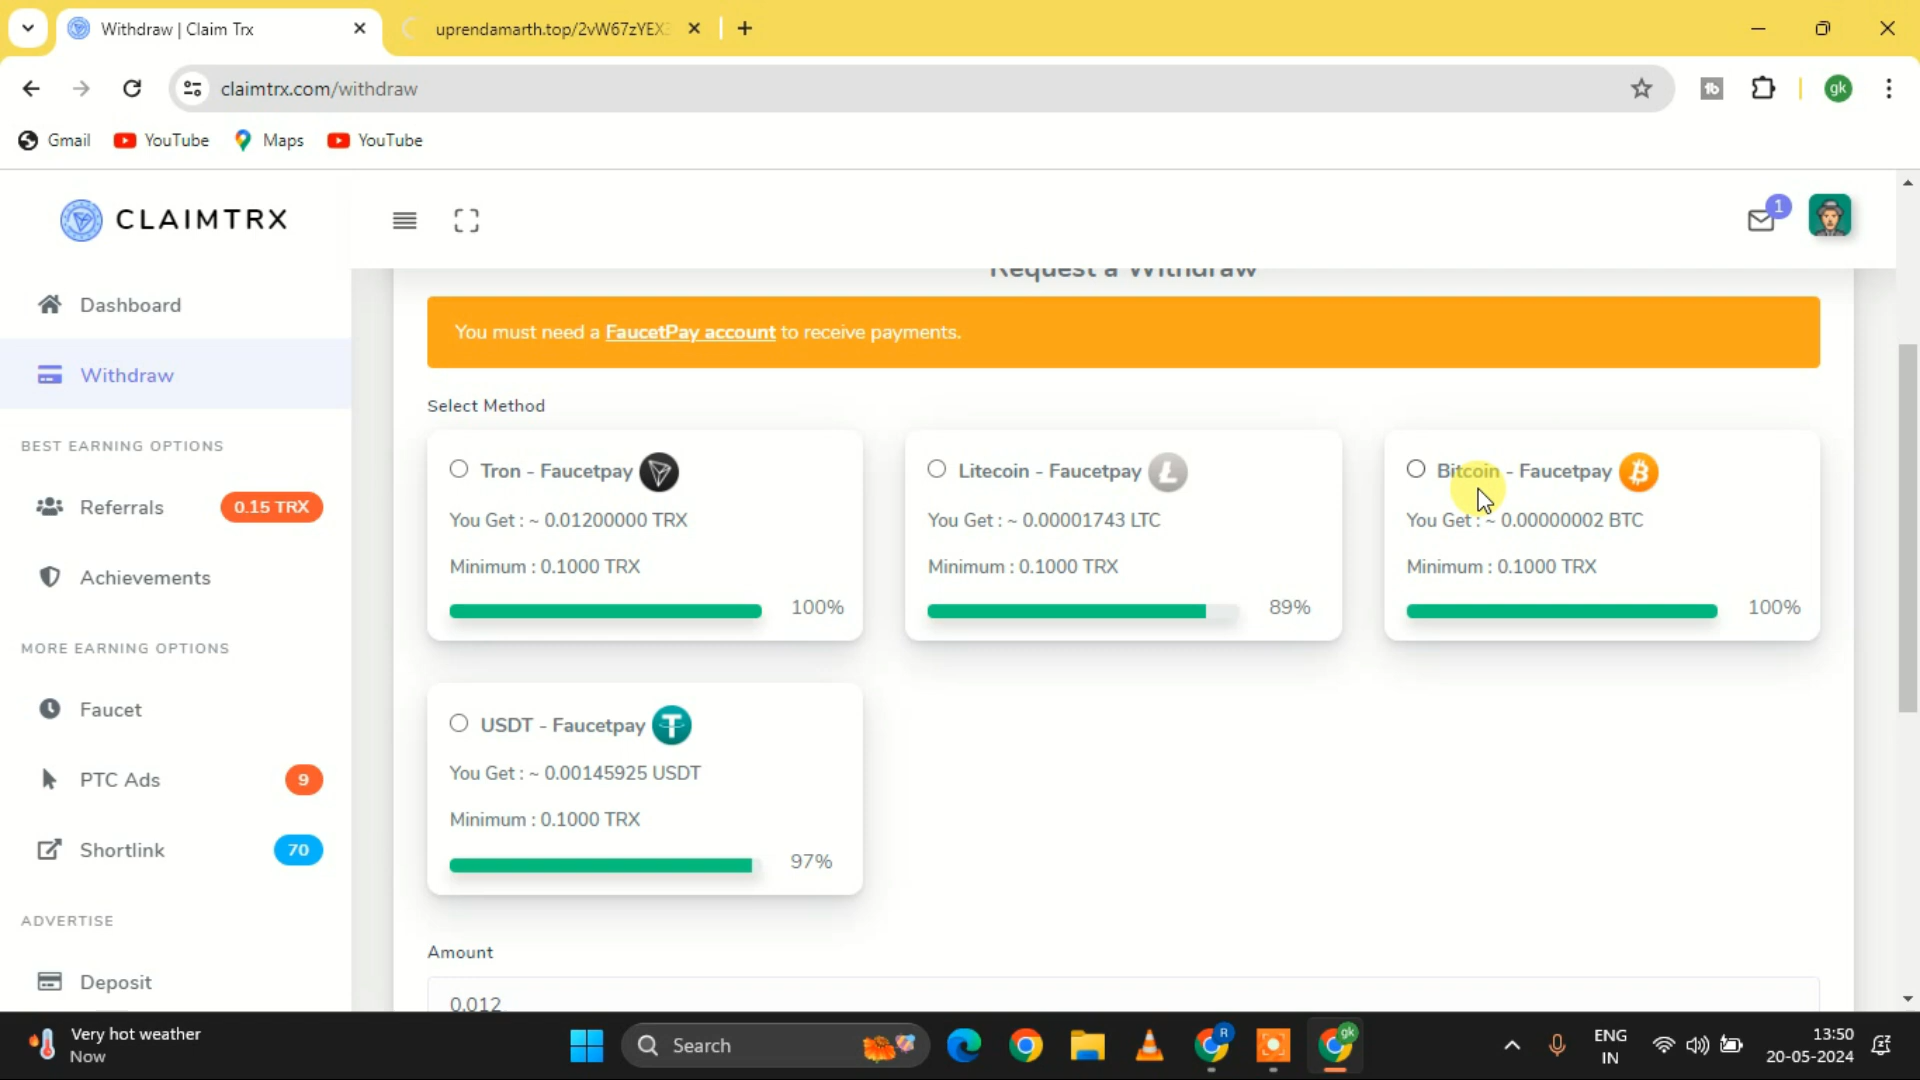 Withdraw | Claim Trx
uprendamarth.top/2vW67zYEX
claimtrx.com/withdraw
gk
Gmail
YouTube
Maps
YouTube
CLAIMTRX
1
Request a Withdraw
Dashboard
You must need a FaucetPay account to receive payments.
Withdraw
Select Method
BEST EARNING OPTIONS
Tron - Faucetpay
Litecoin - Faucetpay
Bitcoin - Faucetpay
Referrals
0.15 TRX
You Get : ~ 0.01200000 TRX
You Get : ~ 0.00001743 LTC
You Get : ~ 0.00000002 BTC
Minimum : 0.1000 TRX
Minimum : 0.1000 TRX
Minimum : 0.1000 TRX
Achievements
100%
89%
100%
MORE EARNING OPTIONS
Faucet
USDT - Faucetpay
You Get : ~ 0.00145925 USDT
PTC Ads
9
Minimum : 0.1000 TRX
Shortlink
70
97%
ADVERTISE
Amount
Deposit
0.012
Very hot weather
Now
Search
R
gk
ENG
IN
13:50
20-05-2024